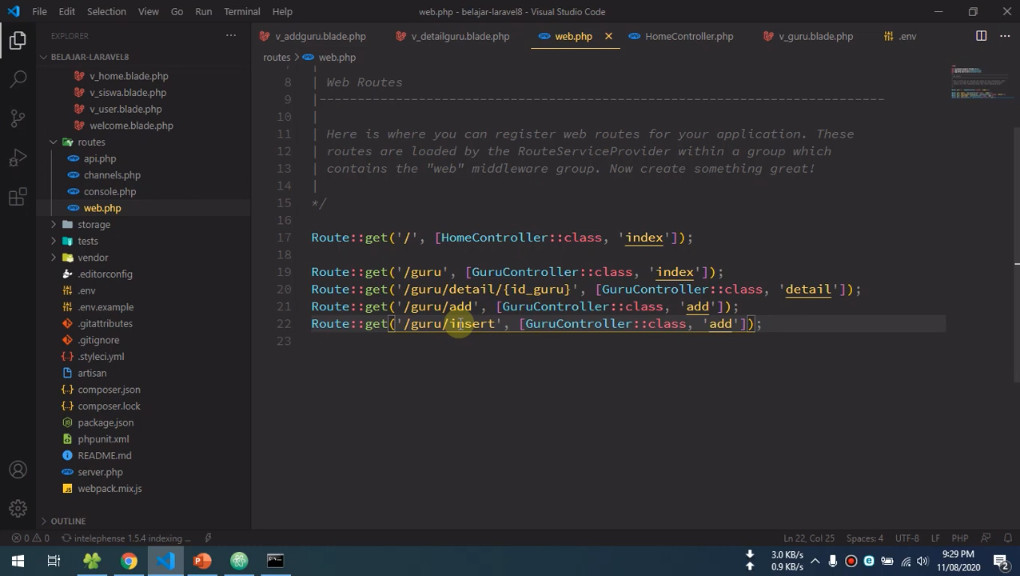 File Edit Selection View Go Run Terminal Help
web.php - belajar-laravel8 - Visual Studio Code
EXPLORER
BELAJAR-LARAVEL8
v_home.blade.php
v_siswa.blade.php
v_user.blade.php
welcome.blade.php
routes
api.php
channels.php
console.php
web.php
storage
tests
vendor
.editorconfig
.env
.env.example
.gitattributes
.gitignore
.styleci.yml
artisan
composer.json
composer.lock
package.json
phpunit.xml
README.md
server.php
webpack.mix.js
OUTLINE
v_addguru.blade.php v_detailguru.blade.php web.php HomeController.php v_guru.blade.php .env
routes > web.php
8 | Web Routes
9 |--------------------------------------------------------------------------
10 |
11 | Here is where you can register web routes for your application. These
12 | routes are loaded by the RouteServiceProvider within a group which
13 | contains the "web" middleware group. Now create something great!
14 |
15 */
16
17 Route::get('/', [HomeController::class, 'index']);
18
19 Route::get('/guru', [GuruController::class, 'index']);
20 Route::get('/guru/detail/{id_guru}', [GuruController::class, 'detail']);
21 Route::get('/guru/add', [GuruController::class, 'add']);
22 Route::get('/guru/insert', [GuruController::class, 'add']);
23
0 0 intelephense 1.5.4 indexing ...
Ln 22, Col 25 Spaces: 4 UTF-8 LF PHP
3.0 KB/s
0.9 KB/s
9:29 PM
11/08/2020
2